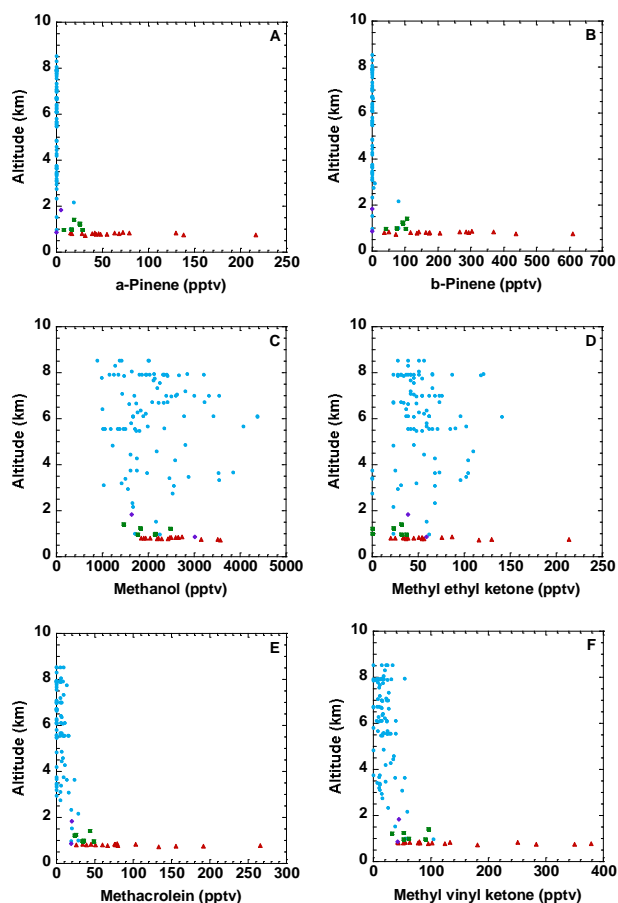 A
10
8
6
4
2
0
Altitude (km)
0 50 100 150 200 250
a-Pinene (pptv)
B
10
8
6
4
2
0
Altitude (km)
0 100 200 300 400 500 600 700
b-Pinene (pptv)
C
10
8
6
4
2
0
Altitude (km)
0 1000 2000 3000 4000 5000
Methanol (pptv)
D
10
8
6
4
2
0
Altitude (km)
0 50 100 150 200 250
Methyl ethyl ketone (pptv)
E
10
8
6
4
2
0
Altitude (km)
0 50 100 150 200 250 300
Methacrolein (pptv)
F
10
8
6
4
2
0
Altitude (km)
0 100 200 300 400
Methyl vinyl ketone (pptv)